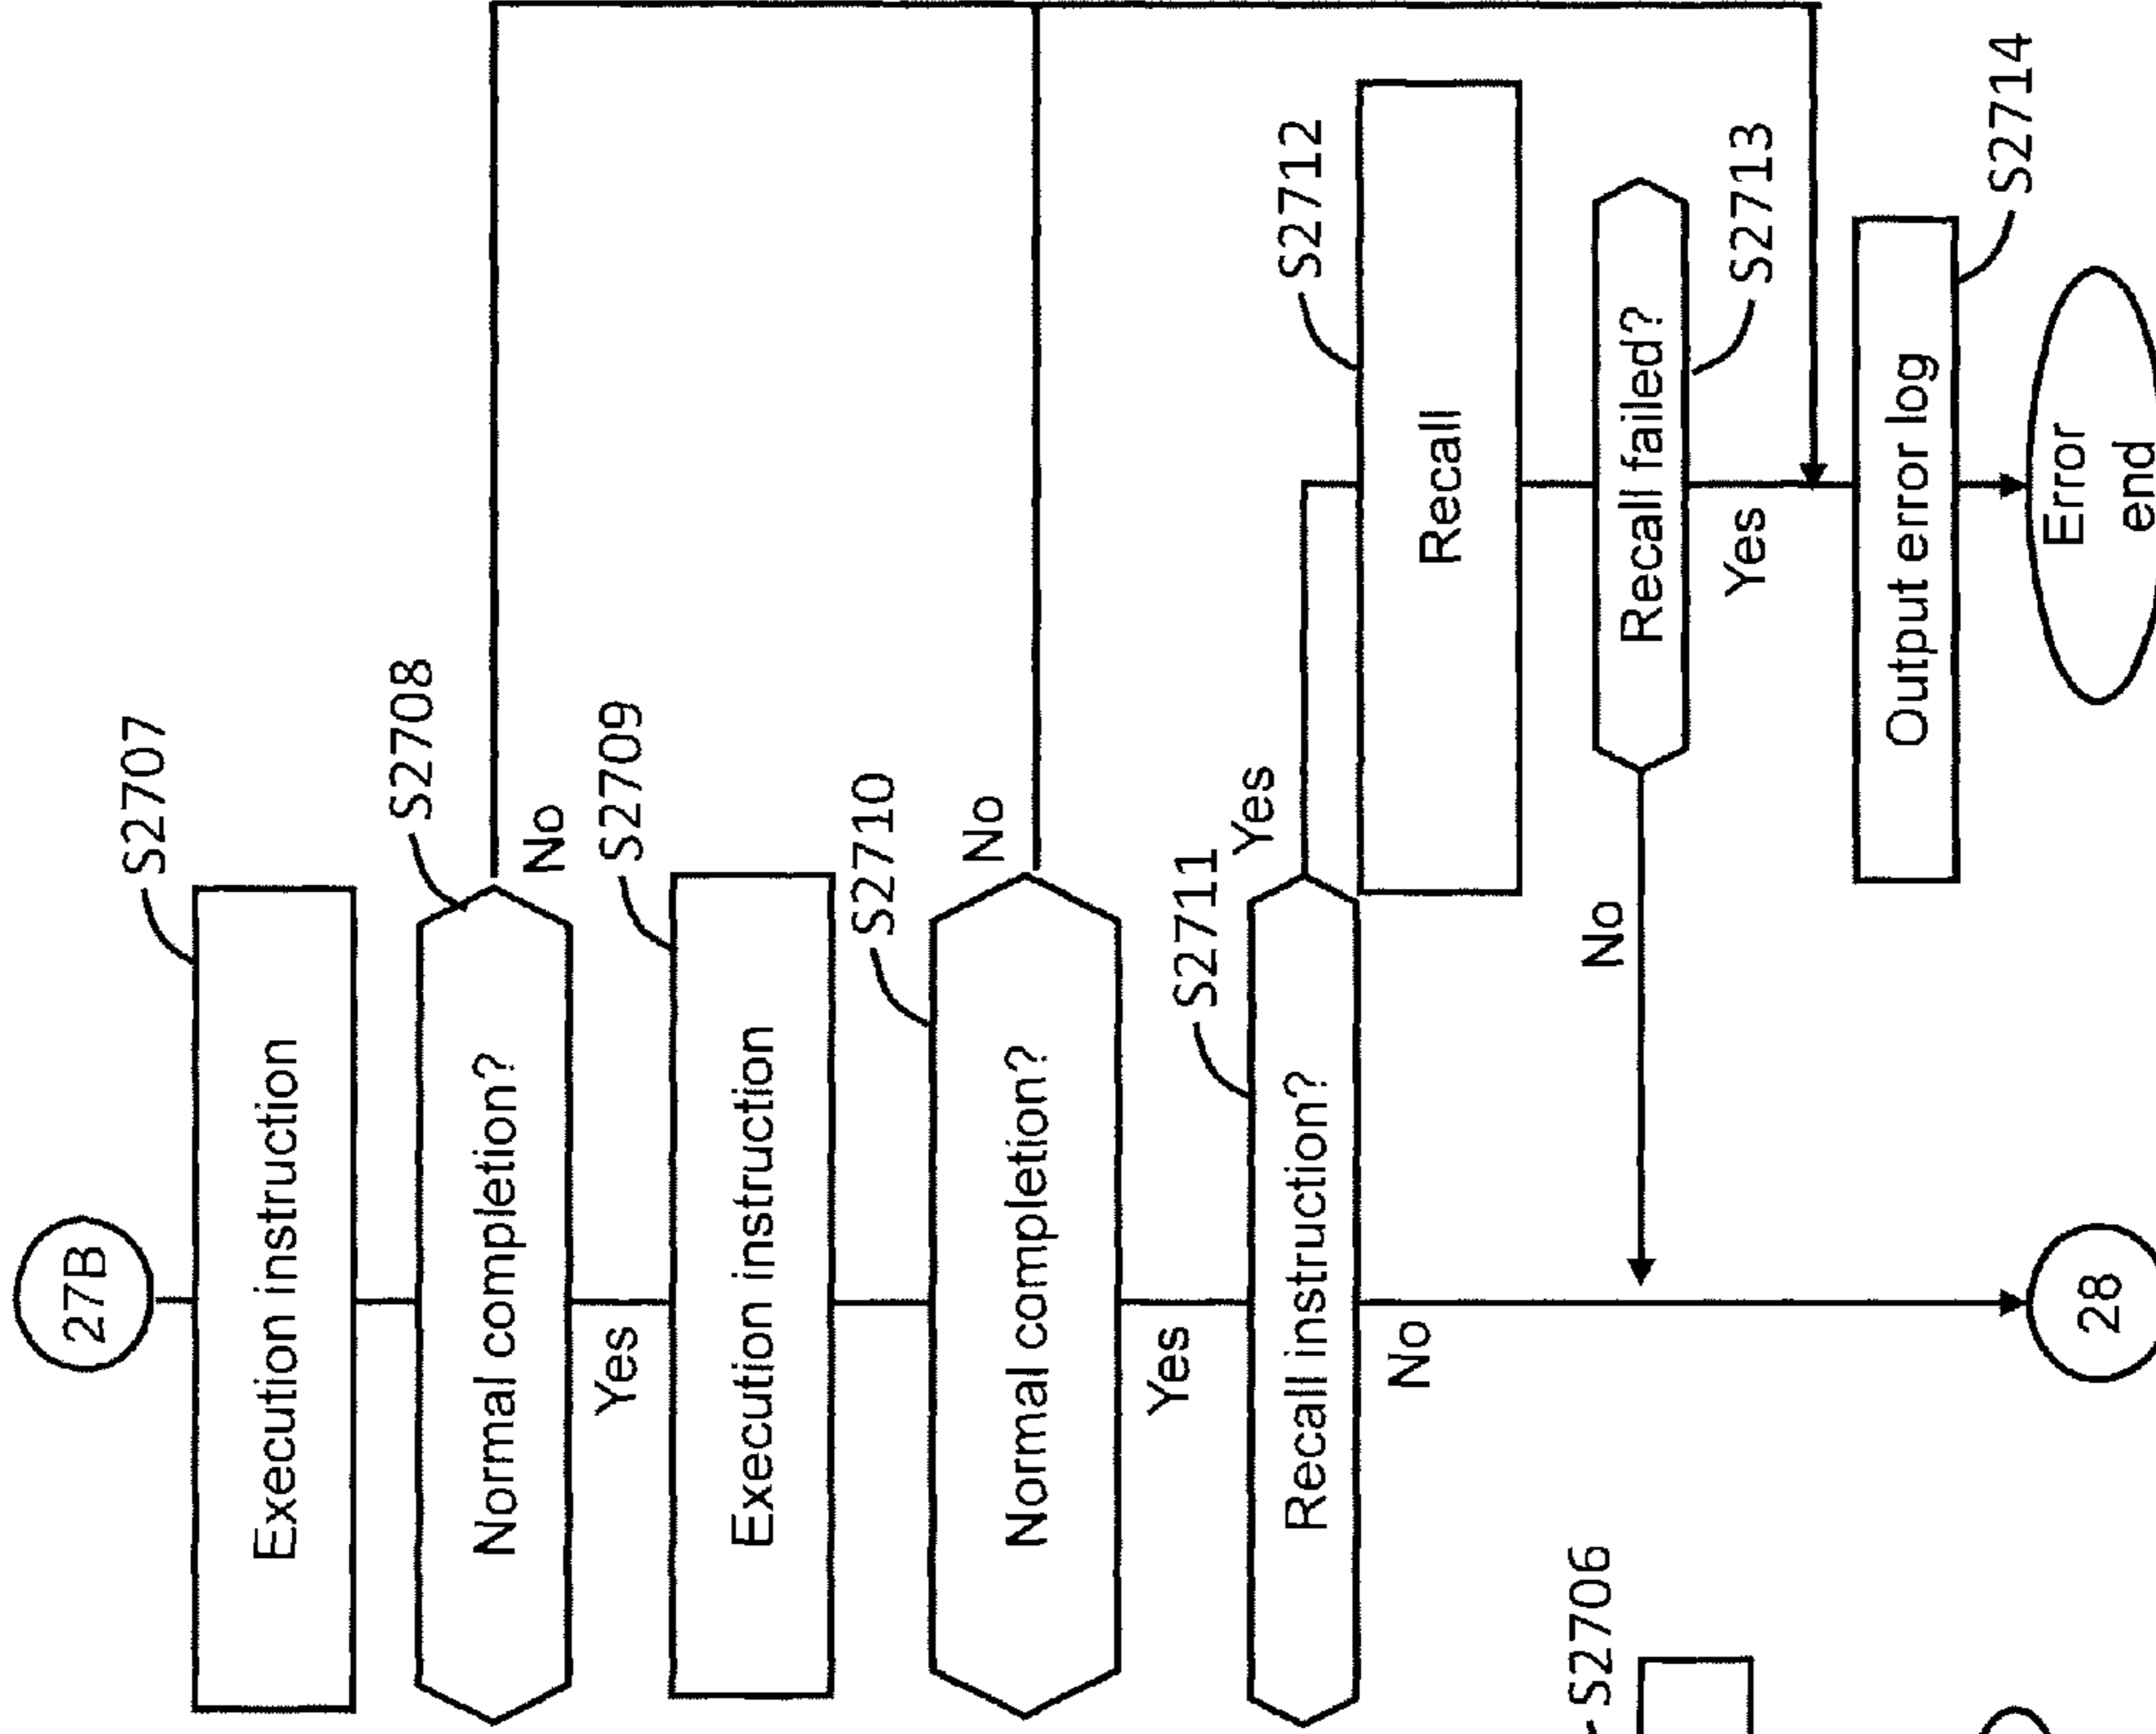 27B
S2707
Execution instruction
S2708
Normal completion?
No
Yes
S2709
Execution instruction
S2710
Normal completion?
No
Yes
S2711
Recall instruction?
Yes
No
S2712
Recall
Recall failed?
S2713
No
Yes
Output error log
S2714
Error
end
28
S2706